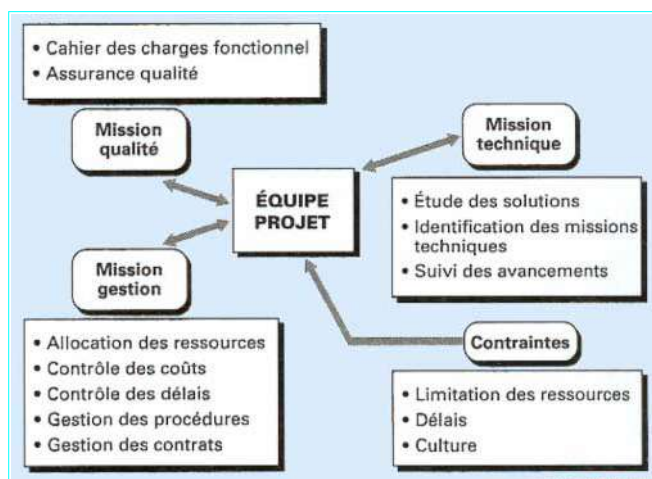 • Cahier des charges fonctionnel
• Assurance qualité
Mission
qualité
Mission
technique
ÉQUIPE
PROJET
• Étude des solutions
• Identification des missions
techniques
• Suivi des avancements
Mission
gestion
• Allocation des ressources
• Contrôle des coûts
• Contrôle des délais
• Gestion des procédures
• Gestion des contrats
Contraintes
• Limitation des ressources
• Délais
• Culture